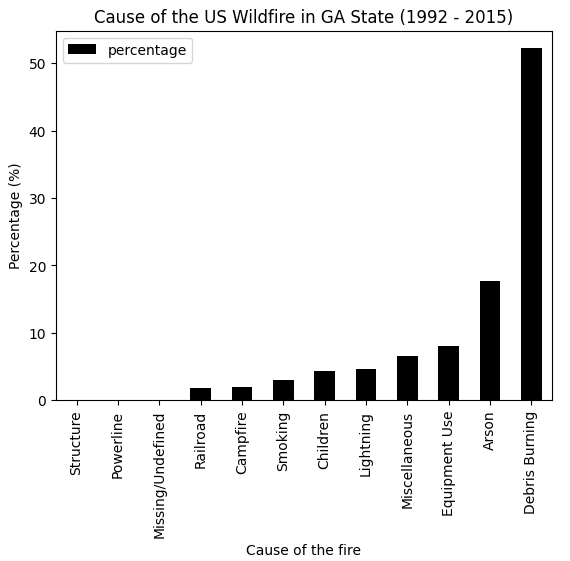 Cause of the US Wildfire in GA State (1992 - 2015)
percentage
Percentage (%)
50
40
30
20
10
0
Structure
Powerline
Missing/Undefined
Railroad
Campfire
Smoking
Children
Lightning
Miscellaneous
Equipment Use
Arson
Debris Burning
Cause of the fire